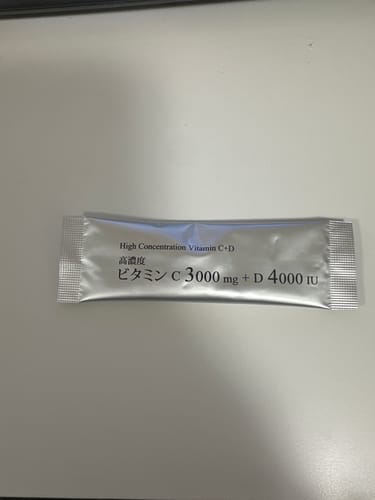 High Concentration Vitamin C+D
高濃度
ビタミン C 3000 mg + D 4000 IU